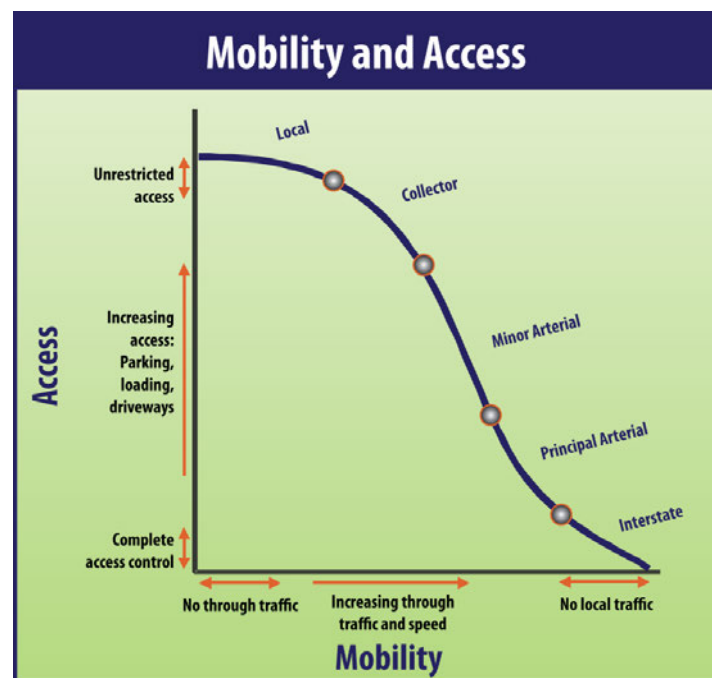 Mobility and Access
Local
Collector
Minor Arterial
Principal Arterial
Interstate
Access
Unrestricted
access
Increasing
access:
Parking,
loading,
driveways
Complete
access control
No through traffic
Increasing through
traffic and speed
No local traffic
Mobility